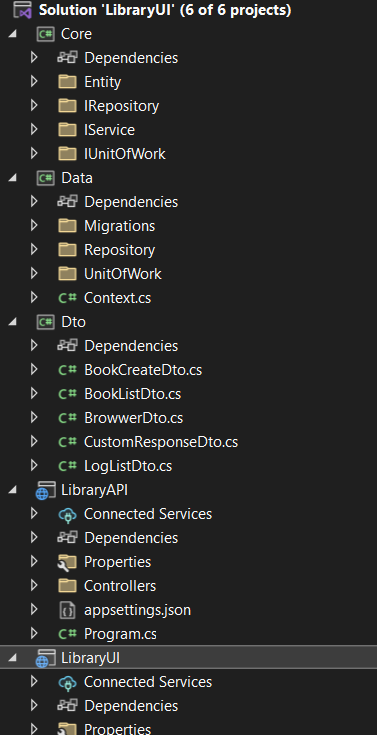 Solution 'LibraryUI' (6 of 6 projects)
C# Core
Dependencies
Entity
IRepository
IService
IUnitOfWork
C# Data
Dependencies
Migrations
Repository
UnitOfWork
C# Context.cs
C# Dto
Dependencies
C# BookCreateDto.cs
C# BookListDto.cs
C# BrowwerDto.cs
C# CustomResponseDto.cs
C# LogListDto.cs
LibraryAPI
Connected Services
Dependencies
Properties
Controllers
appsettings.json
C# Program.cs
LibraryUI
Connected Services
Dependencies
Properties